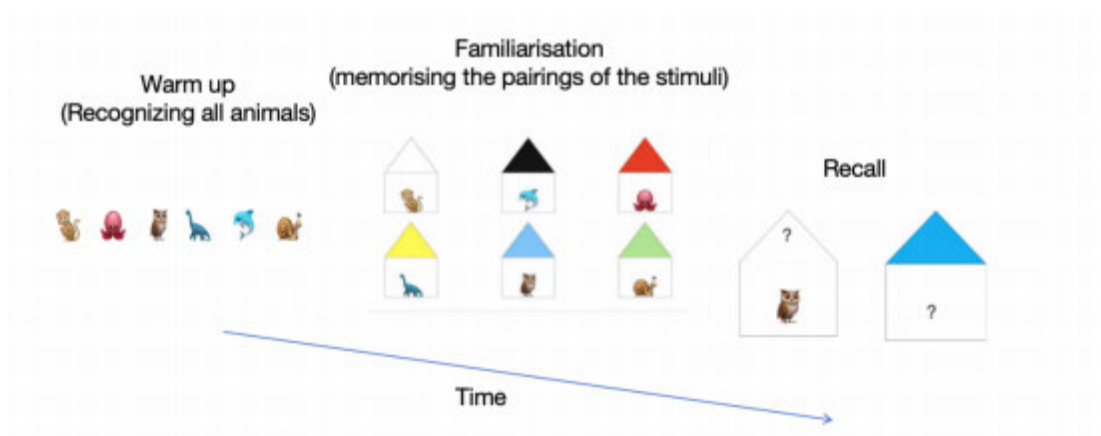 Warm up
(Recognizing all animals)
Familiarisation
(memorising the pairings of the stimuli)
Recall
?
?
Time